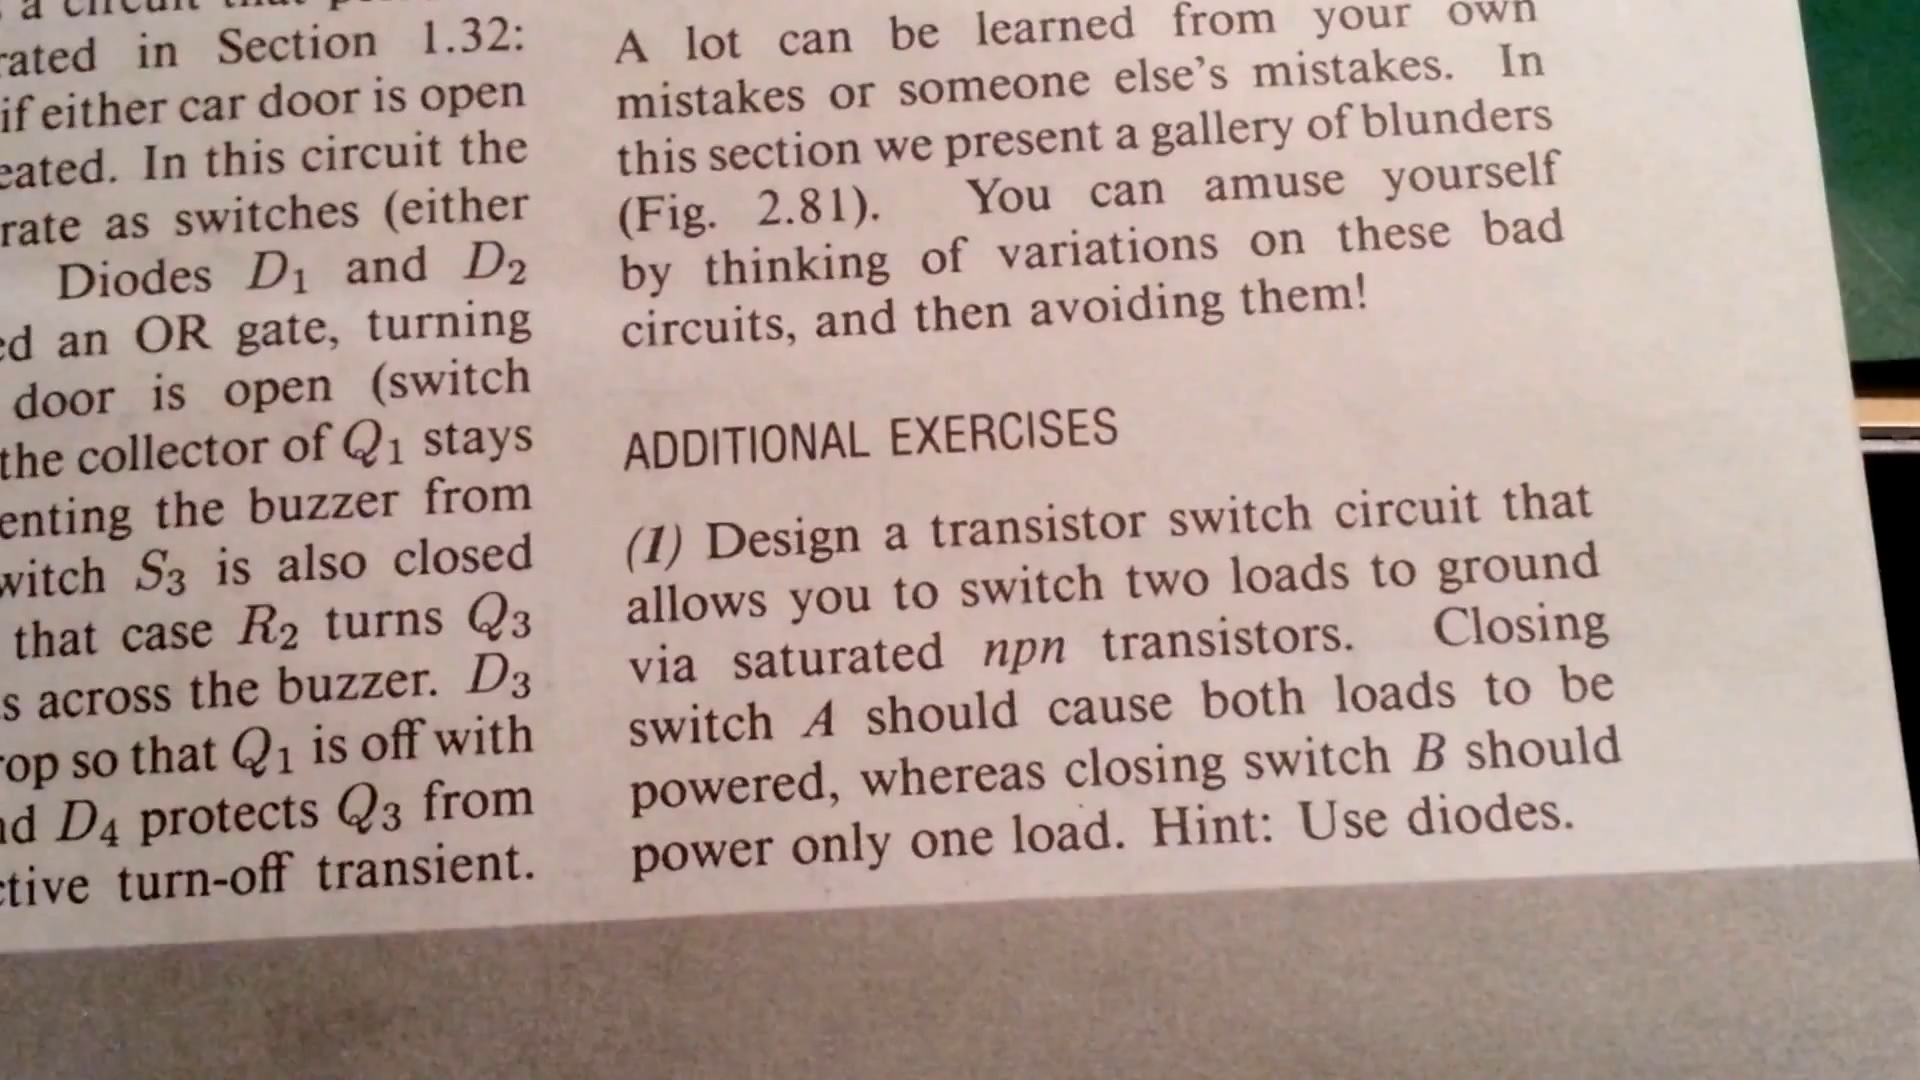 a circuit that
rated in Section 1.32:
if either car door is open
eated. In this circuit the
rate as switches (either
Diodes D1 and D2
ed an OR gate, turning
door is open (switch
the collector of Q1 stays
enting the buzzer from
witch S3 is also closed
that case R2 turns Q3
s across the buzzer. D3
rop so that Q1 is off with
nd D4 protects Q3 from
ctive turn-off transient.
A lot can be learned from your own
mistakes or someone else's mistakes. In
this section we present a gallery of blunders
(Fig. 2.81). You can amuse yourself
by thinking of variations on these bad
circuits, and then avoiding them!
ADDITIONAL EXERCISES
(1) Design a transistor switch circuit that
allows you to switch two loads to ground
via saturated npn transistors. Closing
switch A should cause both loads to be
powered, whereas closing switch B should
power only one load. Hint: Use diodes.